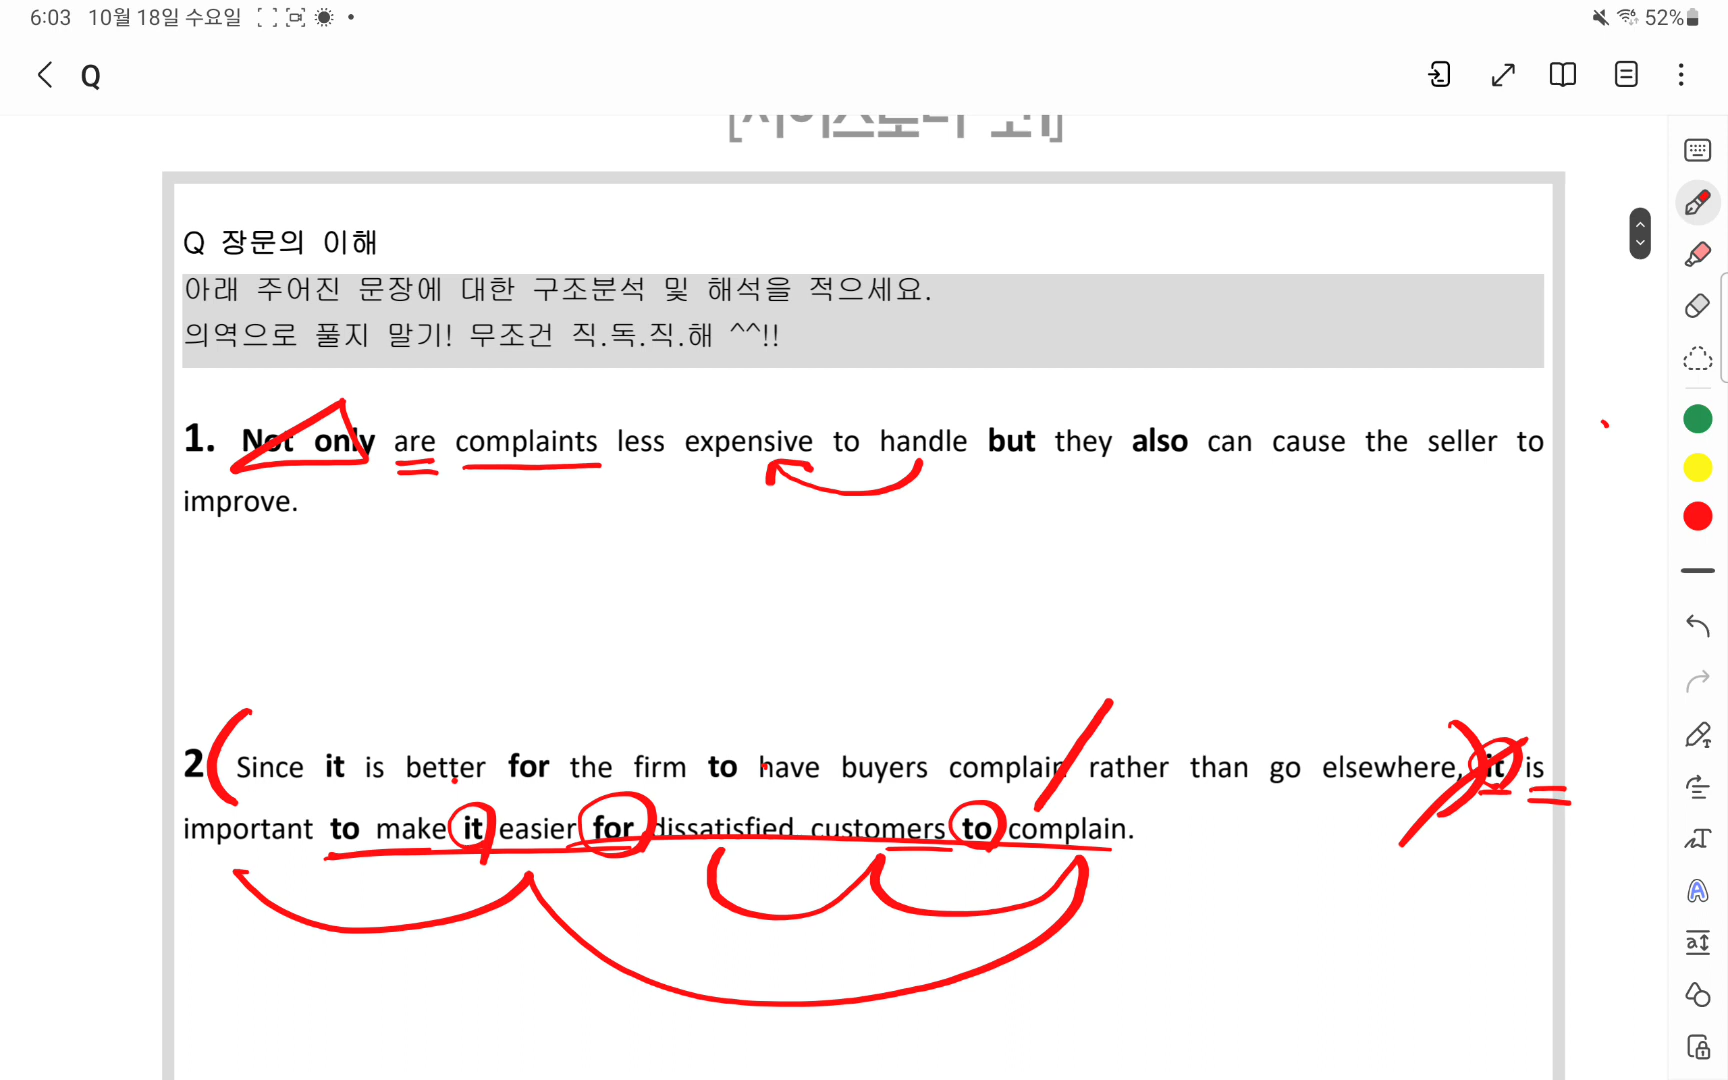 6:03 10월 18일 수요일
52%
Q
Q 장문의 이해
아래 주어진 문장에 대한 구조분석 및 해석을 적으세요.
의역으로 풀지 말기! 무조건 직.독.직.해 ^^!!
1. Not only are complaints less expensive to handle but they also can cause the seller to
improve.
2 Since it is better for the firm to have buyers complain rather than go elsewhere, it is
important to make it easier for dissatisfied customers to complain.